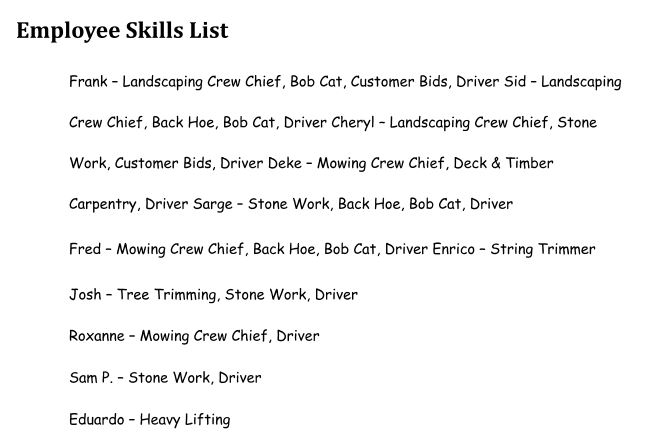 Employee Skills List
Frank – Landscaping Crew Chief, Bob Cat, Customer Bids, Driver Sid – Landscaping
Crew Chief, Back Hoe, Bob Cat, Driver Cheryl – Landscaping Crew Chief, Stone
Work, Customer Bids, Driver Deke – Mowing Crew Chief, Deck & Timber
Carpentry, Driver Sarge – Stone Work, Back Hoe, Bob Cat, Driver
Fred – Mowing Crew Chief, Back Hoe, Bob Cat, Driver Enrico – String Trimmer
Josh – Tree Trimming, Stone Work, Driver
Roxanne – Mowing Crew Chief, Driver
Sam P. – Stone Work, Driver
Eduardo – Heavy Lifting